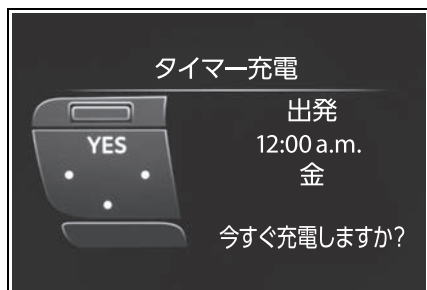 タイマー充電
出発
YES
12:00 a.m.
金
今すぐ充電しますか?